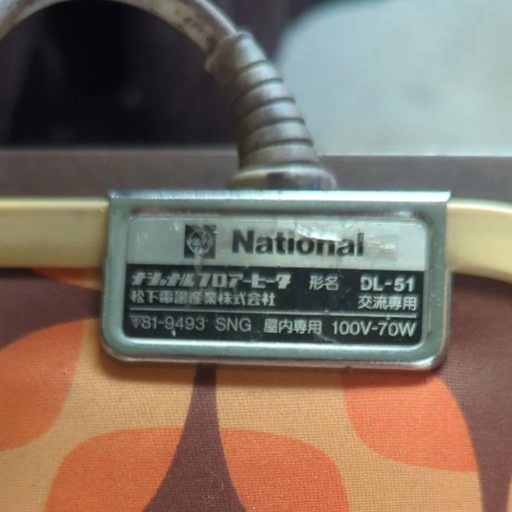 National
ナショナルフロアーヒータ 形名 DL-51
松下電器産業株式会社 交流専用
〒81-9493 SNG 屋内専用 100V-70W